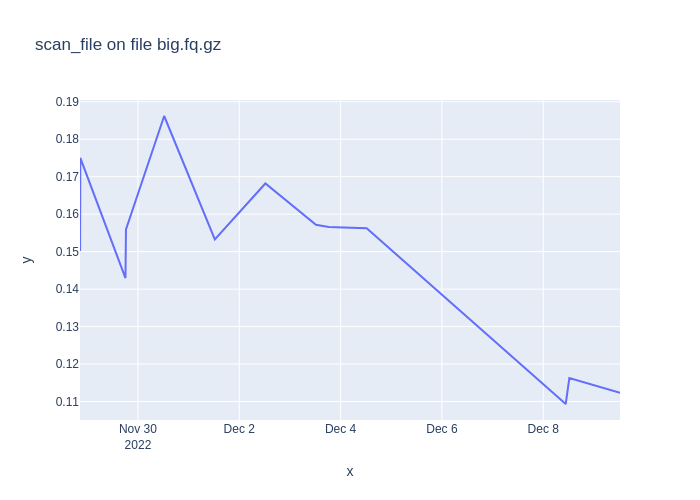 scan_file on file big.fq.gz
0.19
0.18
0.17
0.16
0.15
0.14
0.13
0.12
0.11
y
Nov 30
2022
Dec 2
Dec 4
Dec 6
Dec 8
x